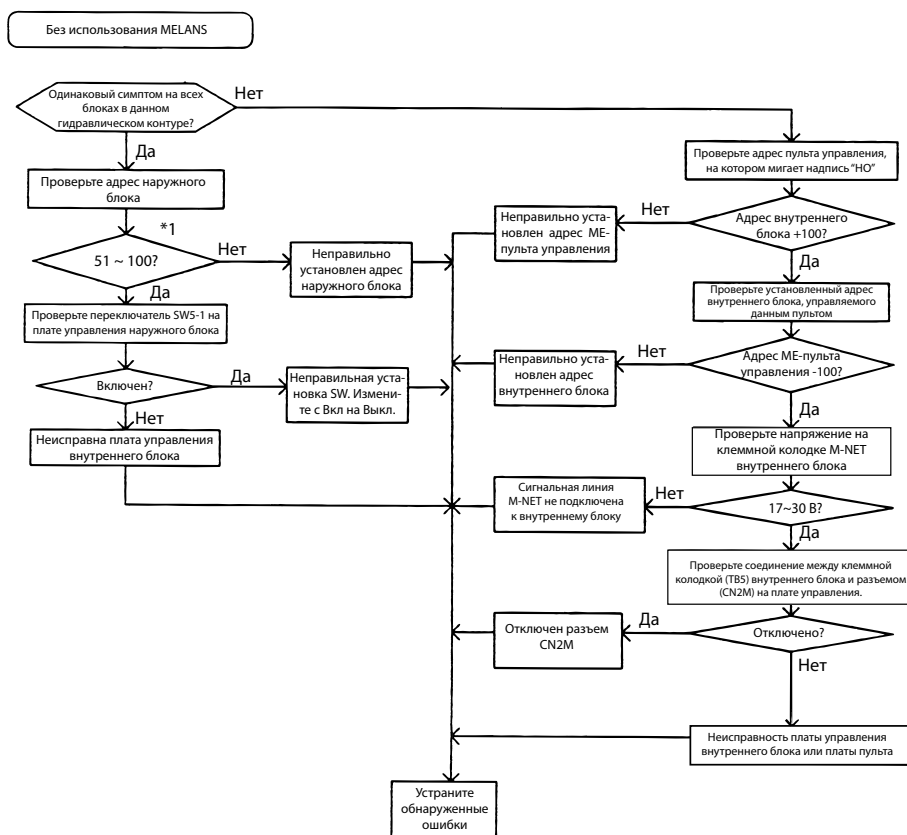 Без использования MELANS
Одинаковый симптом на всех
блоках в данном
гидравлическом контуре?
Нет
Да
Проверьте адрес наружного
блока
*1
51 ~ 100?
Нет
Неправильно
установлен адрес
наружного блока
Да
Проверьте переключатель SW5-1 на
плате управления наружного блока
Включен?
Да
Неправильная уста-
новка SW. Измени-
те с Вкл на Выкл.
Нет
Неисправна плата управления
внутреннего блока
Проверьте адрес пульта управления,
на котором мигает надпись "HO"
Адрес внутреннего
блока +100?
Нет
Неправильно уста-
новлен адрес МЕ-
пульта управления
Да
Проверьте установленный адрес
внутреннего блока, управляемого
данным пультом
Адрес МЕ-пульта
управления -100?
Нет
Неправильно
установлен адрес
внутреннего блока
Да
Проверьте напряжение на
клеммной колодке M-NET
внутреннего блока
17~30 В?
Нет
Сигнальная линия
M-NET не подключена
к внутреннему блоку
Да
Проверьте соединение между клеммной
колодкой (TB5) внутреннего блока и разъемом
(CN2M) на плате управления.
Отключено?
Да
Отключен разъем
CN2M
Нет
Неисправность платы управления
внутреннего блока или платы пульта
Устраните
обнаруженные
ошибки